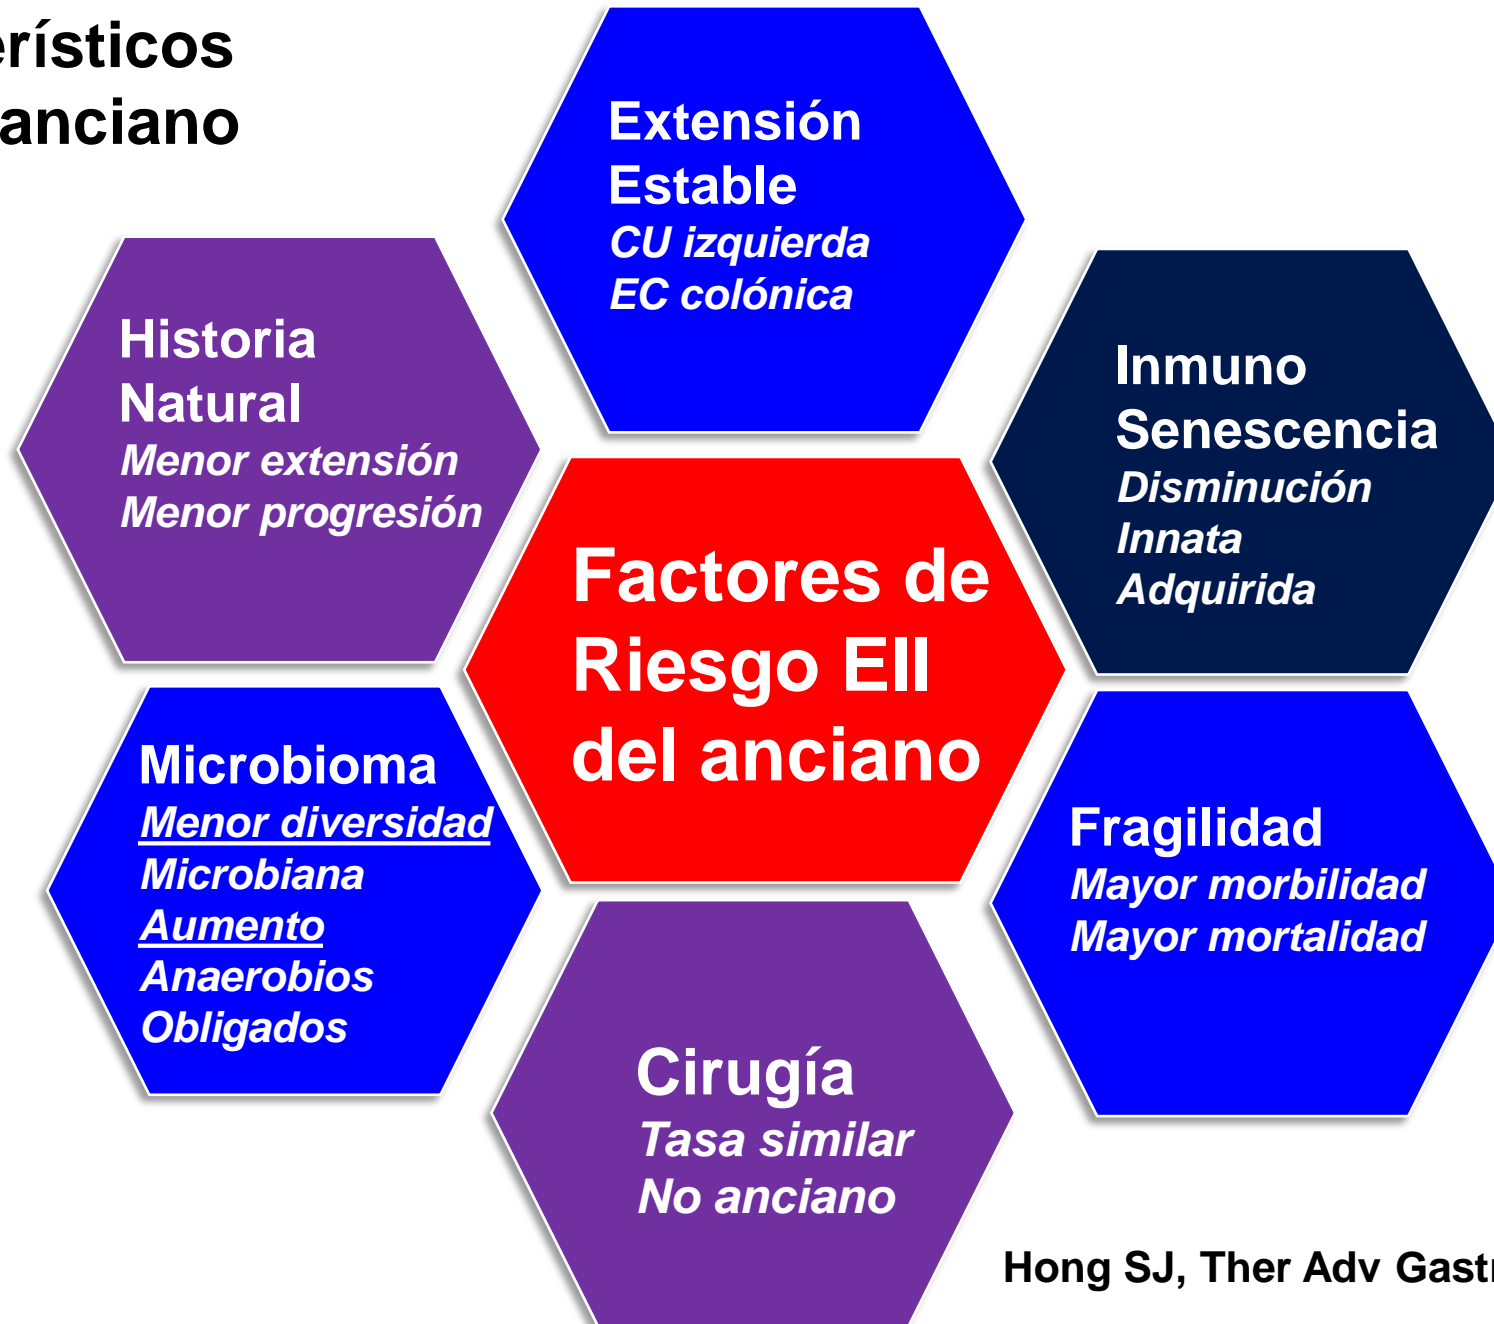 erísticos
anciano
Extensión
Estable
CU izquierda
EC colónica
Historia
Natural
Menor extensión
Menor progresión
Inmuno
Senescencia
Disminución
Innata
Adquirida
Factores de
Riesgo EII
del anciano
Microbioma
Menor diversidad
Microbiana
Aumento
Anaerobios
Obligados
Fragilidad
Mayor morbilidad
Mayor mortalidad
Cirugía
Tasa similar
No anciano
Hong SJ, Ther Adv Gastr